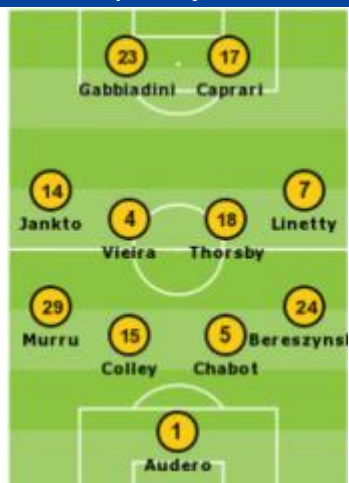 23 17
Gabbiadini Caprari
14 7
Jankto Linetty
4 18
Vieira Thorsby
29 24
Murru Bereszyns
15 5
Colley Chabot
1
Audero